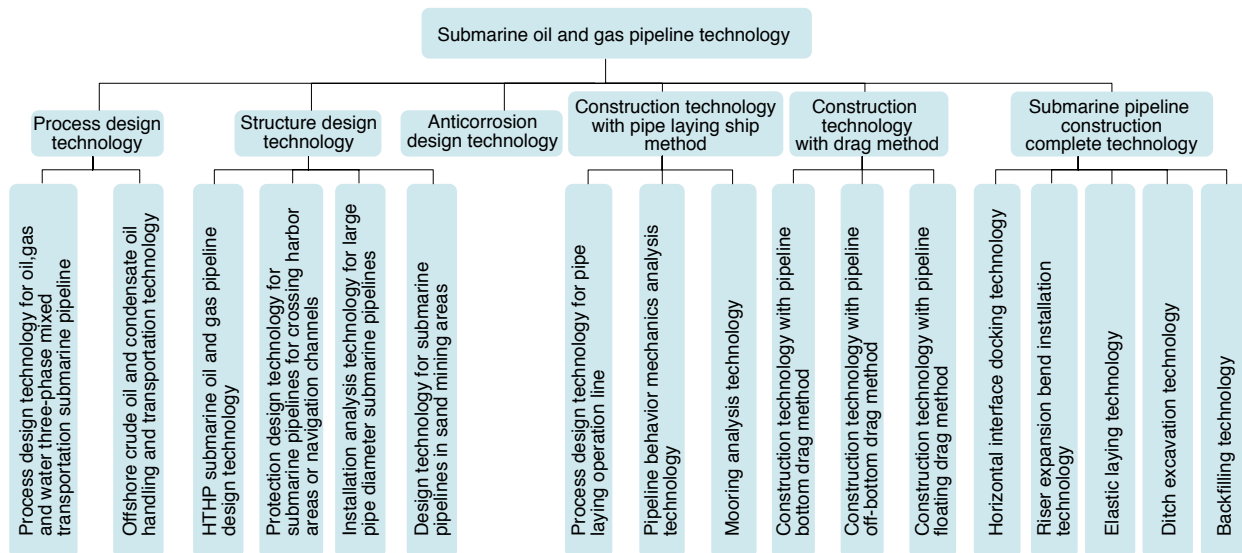 Submarine oil and gas pipeline technology
Process design
technology
Structure design
technology
Anticorrosion
design technology
Construction technology
with pipe laying ship
method
Construction
technology
with drag method
Submarine pipeline
construction
complete technology
Process design technology for oil,gas
and water three-phase mixed
transportation submarine pipeline
Offshore crude oil and condensate oil
handling and transportation technology
HTHP submarine oil and gas pipeline
design technology
Protection design technology for
submarine pipelines for crossing harbor
areas or navigation channels
Installation analysis technology for large
pipe diameter submarine pipelines
Design technology for submarine
pipelines in sand mining areas
Process design technology for pipe
laying operation line
Pipeline behavior mechanics analysis
technology
Mooring analysis technology
Construction technology with pipeline
bottom drag method
Construction technology with pipeline
off-bottom drag method
Construction technology with pipeline
floating drag method
Horizontal interface docking technology
Riser expansion bend installation
technology
Elastic laying technology
Ditch excavation technology
Backfilling technology